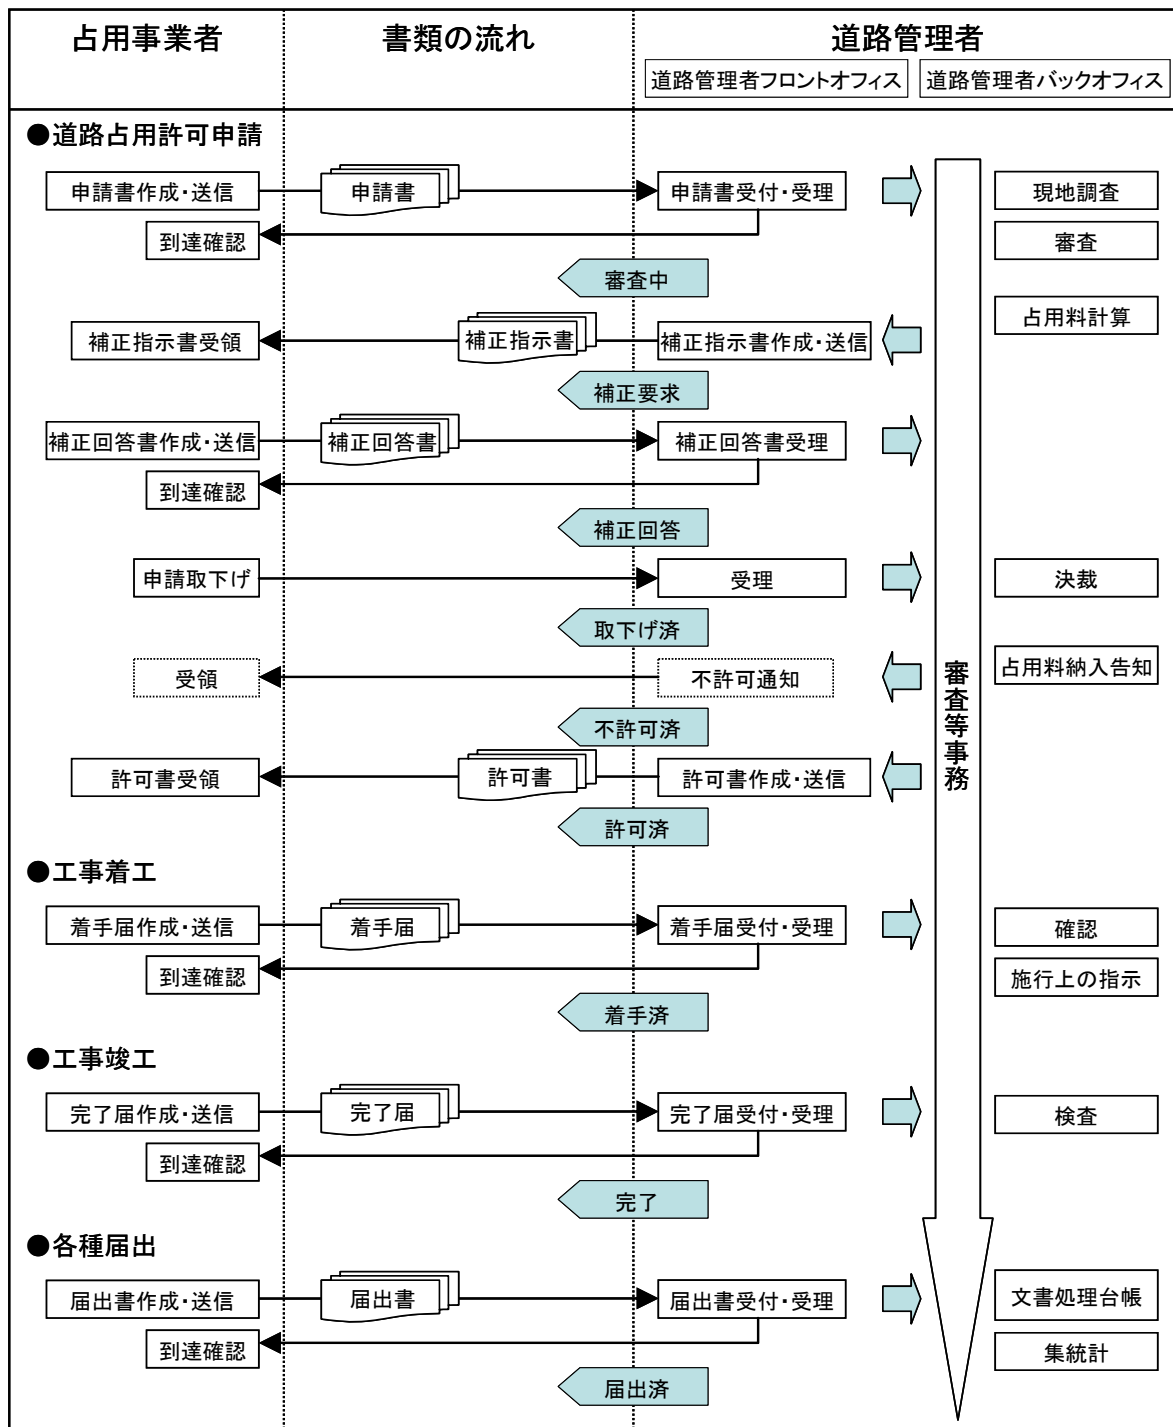 占用事業者
書類の流れ
道路管理者
道路管理者フロントオフィス
道路管理者バックオフィス
●道路占用許可申請
申請書作成・送信
申請書
申請書受付・受理
現地調査
到達確認
審査
審査中
占用料計算
補正指示書受領
補正指示書
補正指示書作成・送信
補正要求
補正回答書作成・送信
補正回答書
補正回答書受理
到達確認
補正回答
申請取下げ
受理
決裁
取下げ済
受領
不許可通知
占用料納入告知
審査等事務
不許可済
許可書受領
許可書
許可書作成・送信
許可済
●工事着工
着手届作成・送信
着手届
着手届受付・受理
確認
到達確認
施行上の指示
着手済
●工事竣工
完了届作成・送信
完了届
完了届受付・受理
検査
到達確認
完了
●各種届出
届出書作成・送信
届出書
届出書受付・受理
文書処理台帳
到達確認
集統計
届出済